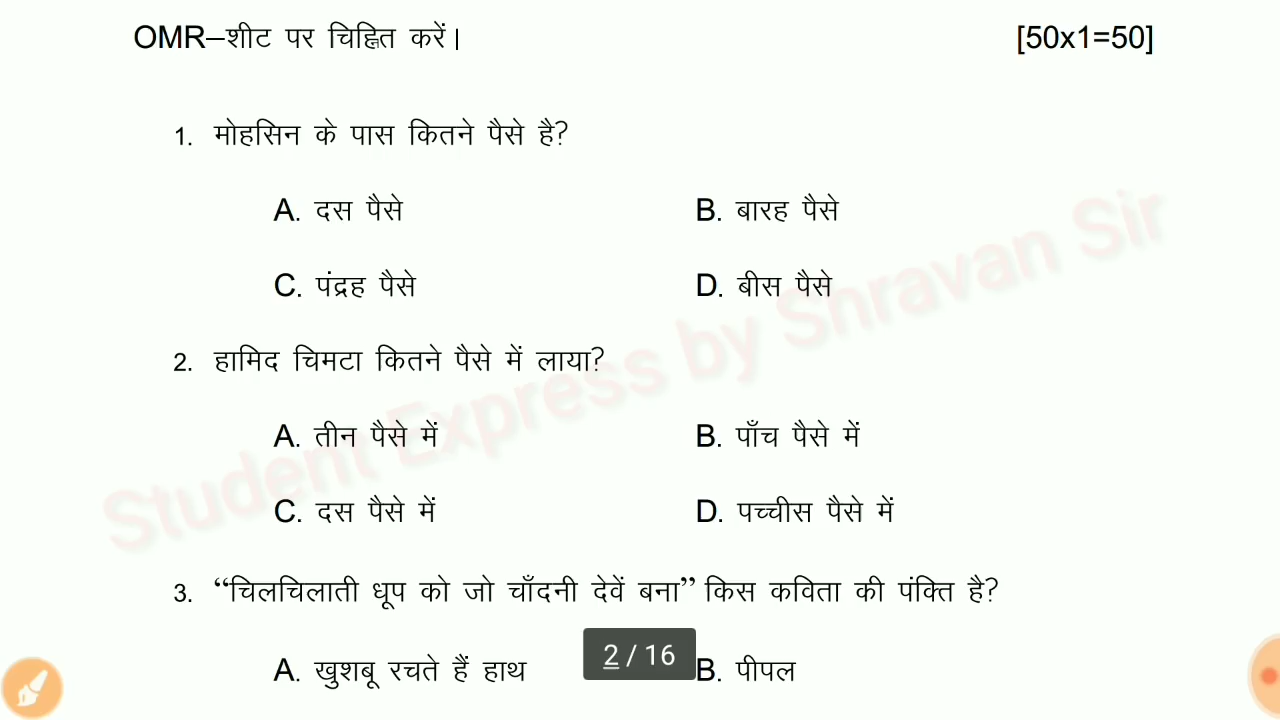 OMR–शीट पर चिह्नित करें। [50x1=50]
1. मोहसिन के पास कितने पैसे है?
A. दस पैसे B. बारह पैसे
C. पंद्रह पैसे D. बीस पैसे
2. हामिद चिमटा कितने पैसे में लाया?
A. तीन पैसे में B. पाँच पैसे में
C. दस पैसे में D. पच्चीस पैसे में
3. “चिलचिलाती धूप को जो चाँदनी देवें बना” किस कविता की पंक्ति है?
A. खुशबू रचते हैं हाथ B. पीपल
2 / 16
Student Express by Shravan Sir